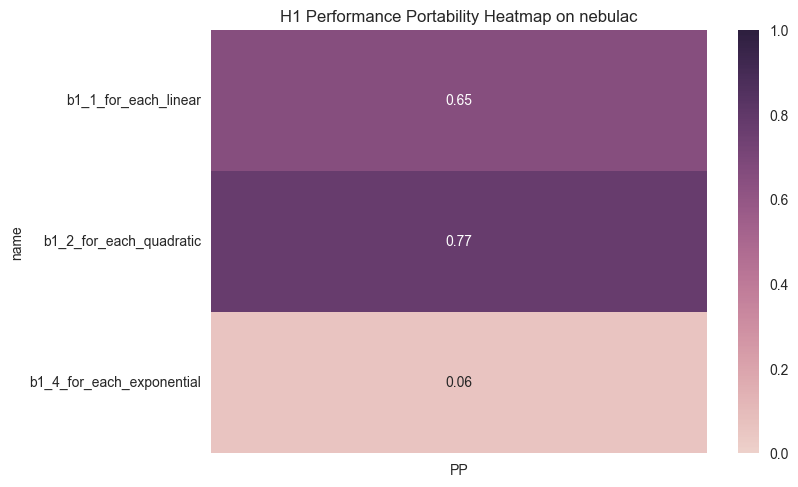 H1 Performance Portability Heatmap on nebulac
name
b1_1_for_each_linear
0.65
b1_2_for_each_quadratic
0.77
b1_4_for_each_exponential
0.06
PP
1.0
0.8
0.6
0.4
0.2
0.0